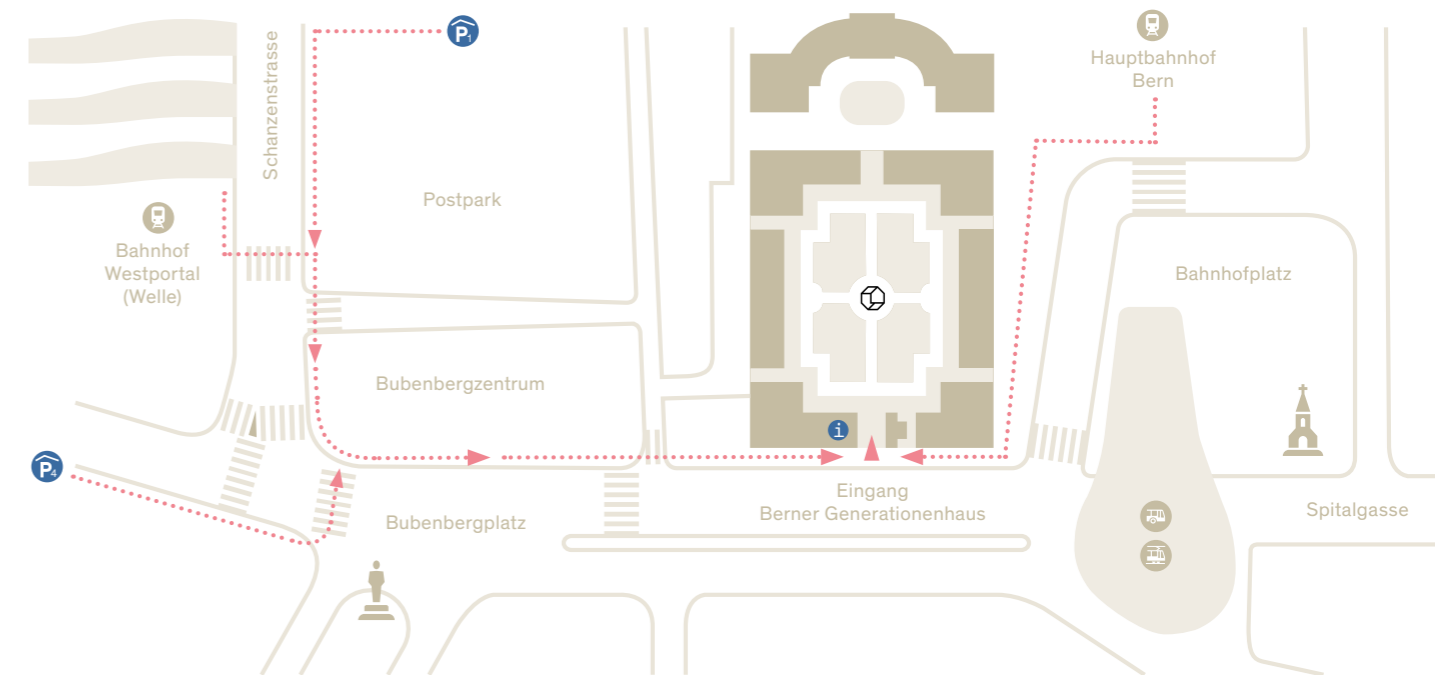 P1
Hauptbahnhof
Bern
Schanzenstrasse
Postpark
Bahnhof
Westportal
(Welle)
Bahnhofplatz
Bubenbergzentrum
i
P4
Eingang
Berner Generationenhaus
Bubenbergplatz
Spitalgasse